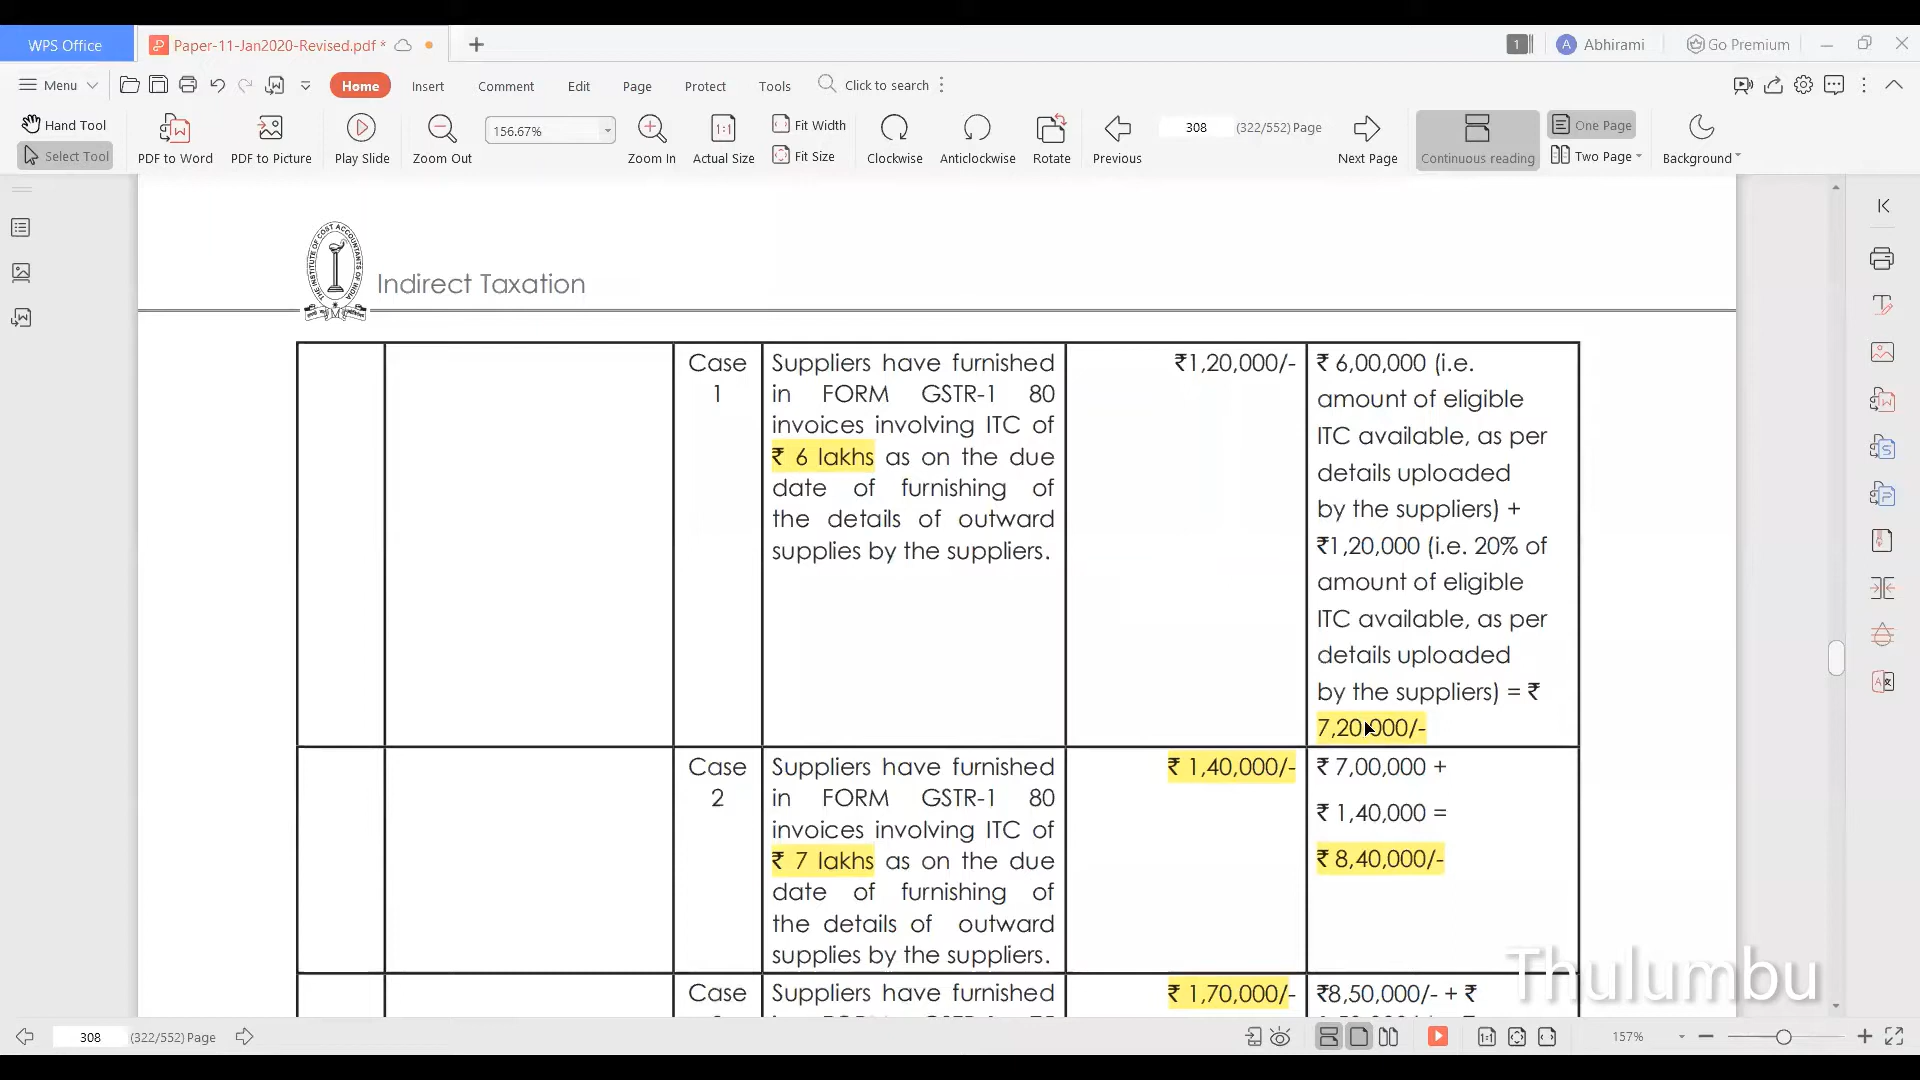 WPS Office
Paper-11-Jan2020-Revised.pdf *
1
A Abhirami
Go Premium
Menu
Home
Insert
Comment
Edit
Page
Protect
Tools
Click to search
Hand Tool
Select Tool
PDF to Word
PDF to Picture
Play Slide
Zoom Out
156.67%
Zoom In
1:1
Actual Size
Fit Width
Fit Size
Clockwise
Anticlockwise
Rotate
Previous
308 (322/552) Page
Next Page
Continuous reading
One Page
Two Page
Background
THE INSTITUTE OF COST ACCOUNTANTS OF INDIA
Indirect Taxation
Case
1
Suppliers have furnished
in FORM GSTR-1 80
invoices involving ITC of
₹ 6 lakhs as on the due
date of furnishing of
the details of outward
supplies by the suppliers.
₹1,20,000/-
₹ 6,00,000 (i.e.
amount of eligible
ITC available, as per
details uploaded
by the suppliers) +
₹1,20,000 (i.e. 20% of
amount of eligible
ITC available, as per
details uploaded
by the suppliers) = ₹
7,20,000/-
Case
2
Suppliers have furnished
in FORM GSTR-1 80
invoices involving ITC of
₹ 7 lakhs as on the due
date of furnishing of
the details of outward
supplies by the suppliers.
₹ 1,40,000/-
₹ 7,00,000 +
₹ 1,40,000 =
₹ 8,40,000/-
Case
Suppliers have furnished
₹ 1,70,000/-
₹8,50,000/- + ₹
Thulumbu
308 (322/552) Page
157%